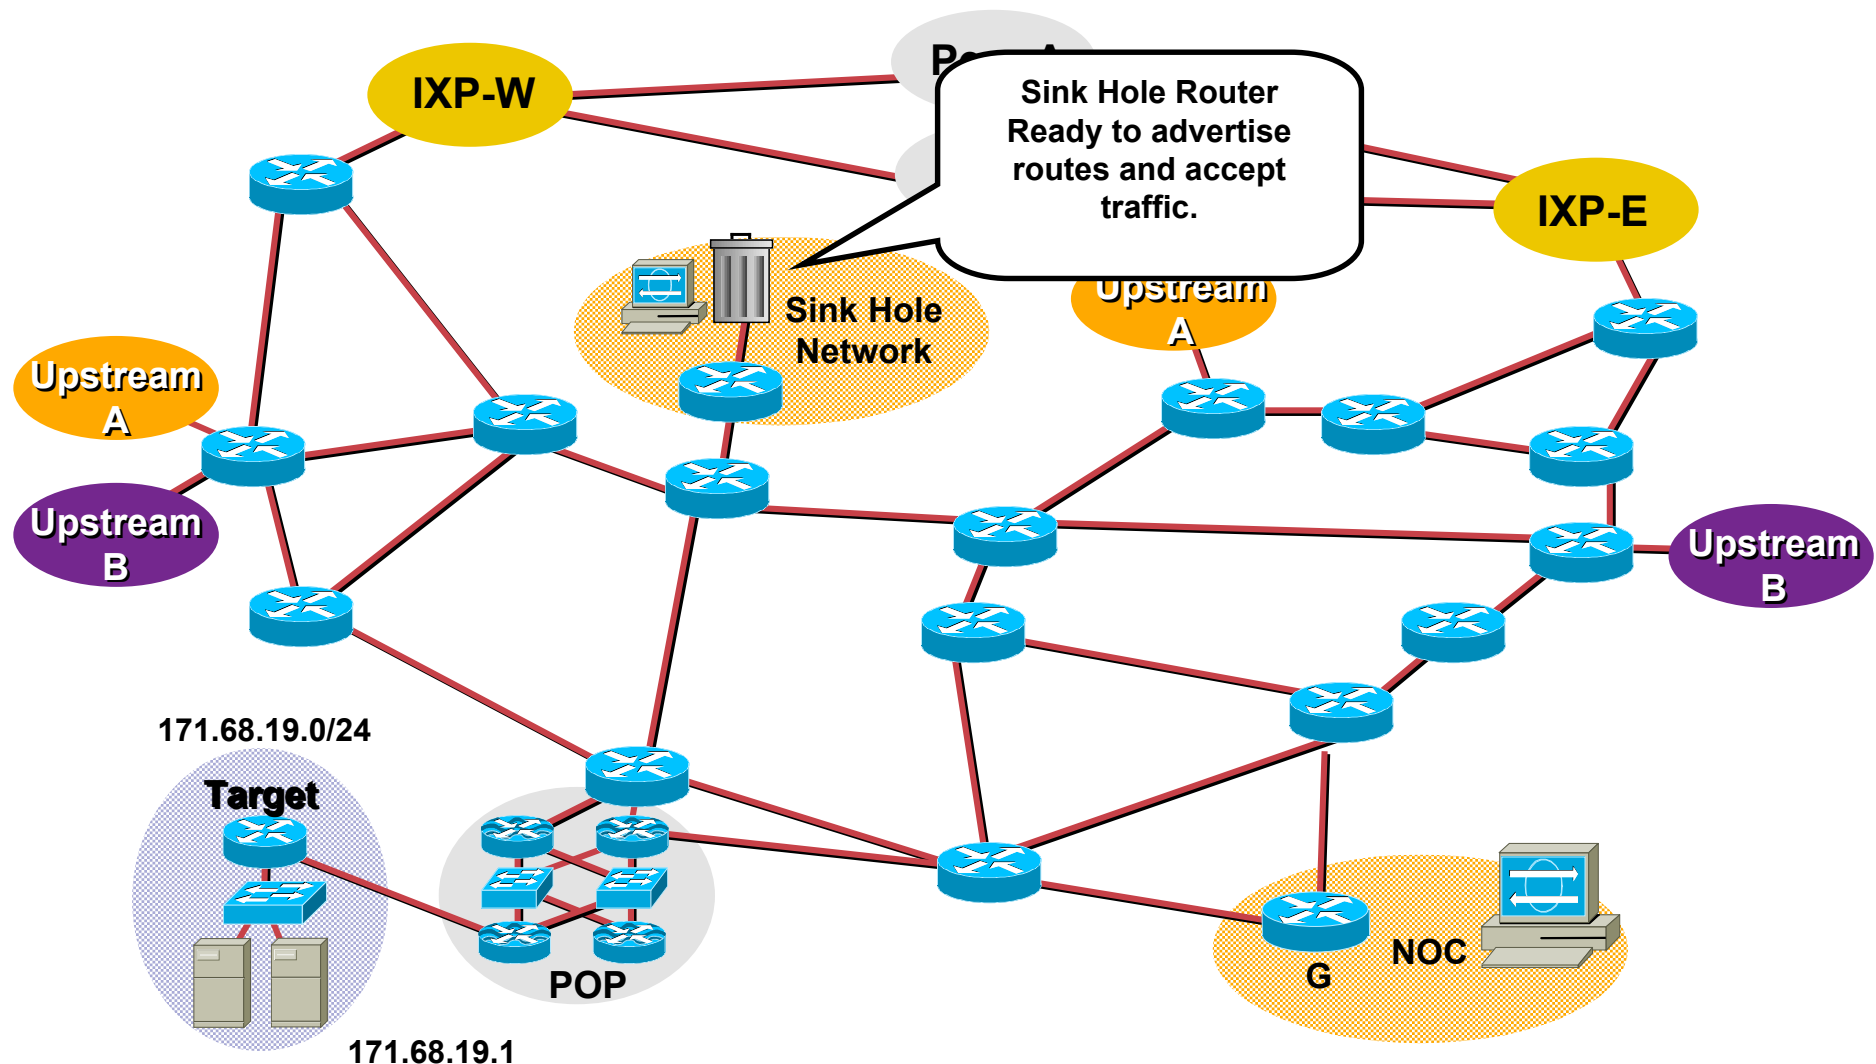 IXP-W
Sink Hole Router
Ready to advertise
routes and accept
traffic.
IXP-E
Sink Hole
Network
Upstream
A
Upstream
A
Upstream
B
Upstream
B
171.68.19.0/24
Target
POP
G
NOC
171.68.19.1